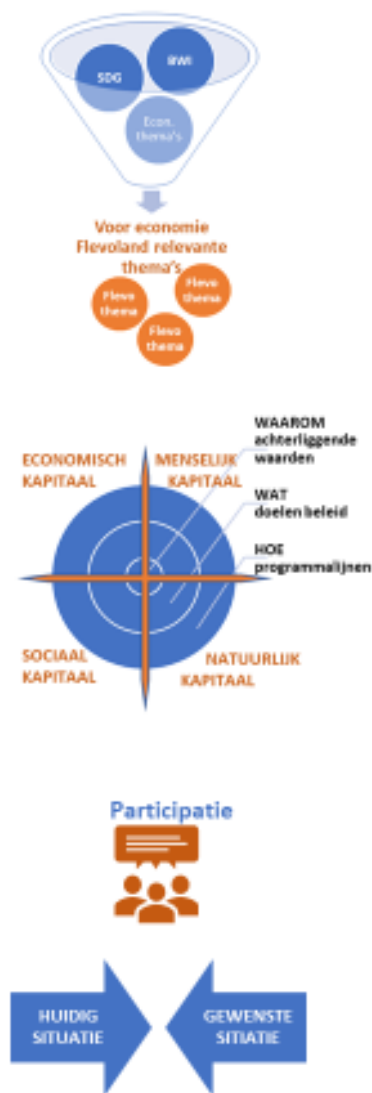 SDG
BWI
Econ.
thema's
Voor economie
Flevoland relevante
thema's
Flevo
thema
Flevo
thema
Flevo
thema
WAAROM
achterliggende
waarden
ECONOMISCH
KAPITAAL
MENSELIJK
KAPITAAL
WAT
doelen beleid
HOE
programmalijnen
SOCIAAL
KAPITAAL
NATUURLIJK
KAPITAAL
Participatie
HUIDIG
SITUATIE
GEWENSTE
SITIATIE